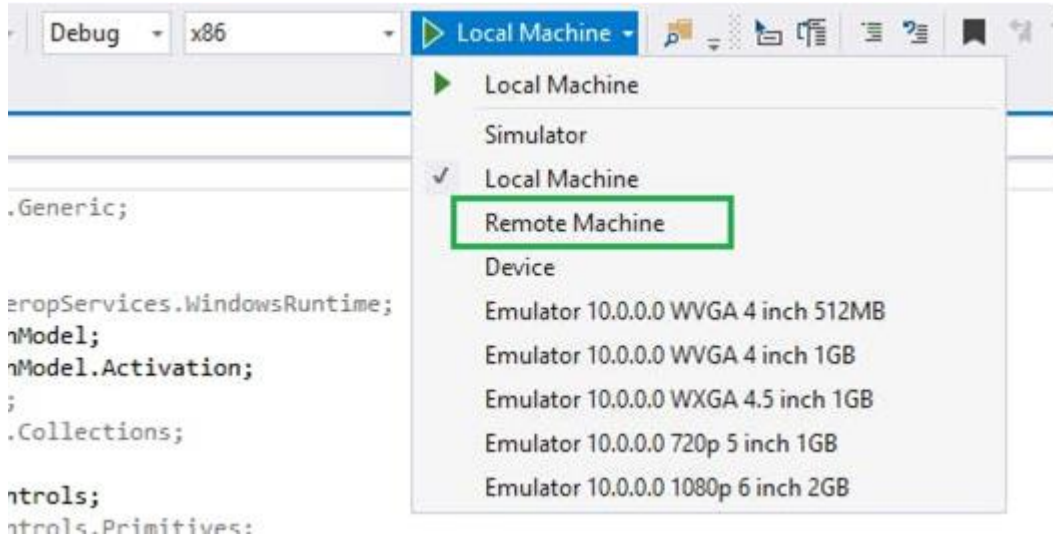 Debug x86 Local Machine
Local Machine
Simulator
Local Machine
.Generic;
Remote Machine
Device
eropServices.WindowsRuntime;
Emulator 10.0.0.0 WVGA 4 inch 512MB
nModel;
Emulator 10.0.0.0 WVGA 4 inch 1GB
nModel.Activation;
;
Emulator 10.0.0.0 WXGA 4.5 inch 1GB
.Collections;
Emulator 10.0.0.0 720p 5 inch 1GB
Emulator 10.0.0.0 1080p 6 inch 2GB
ntrols;
ntrols.Primitives;